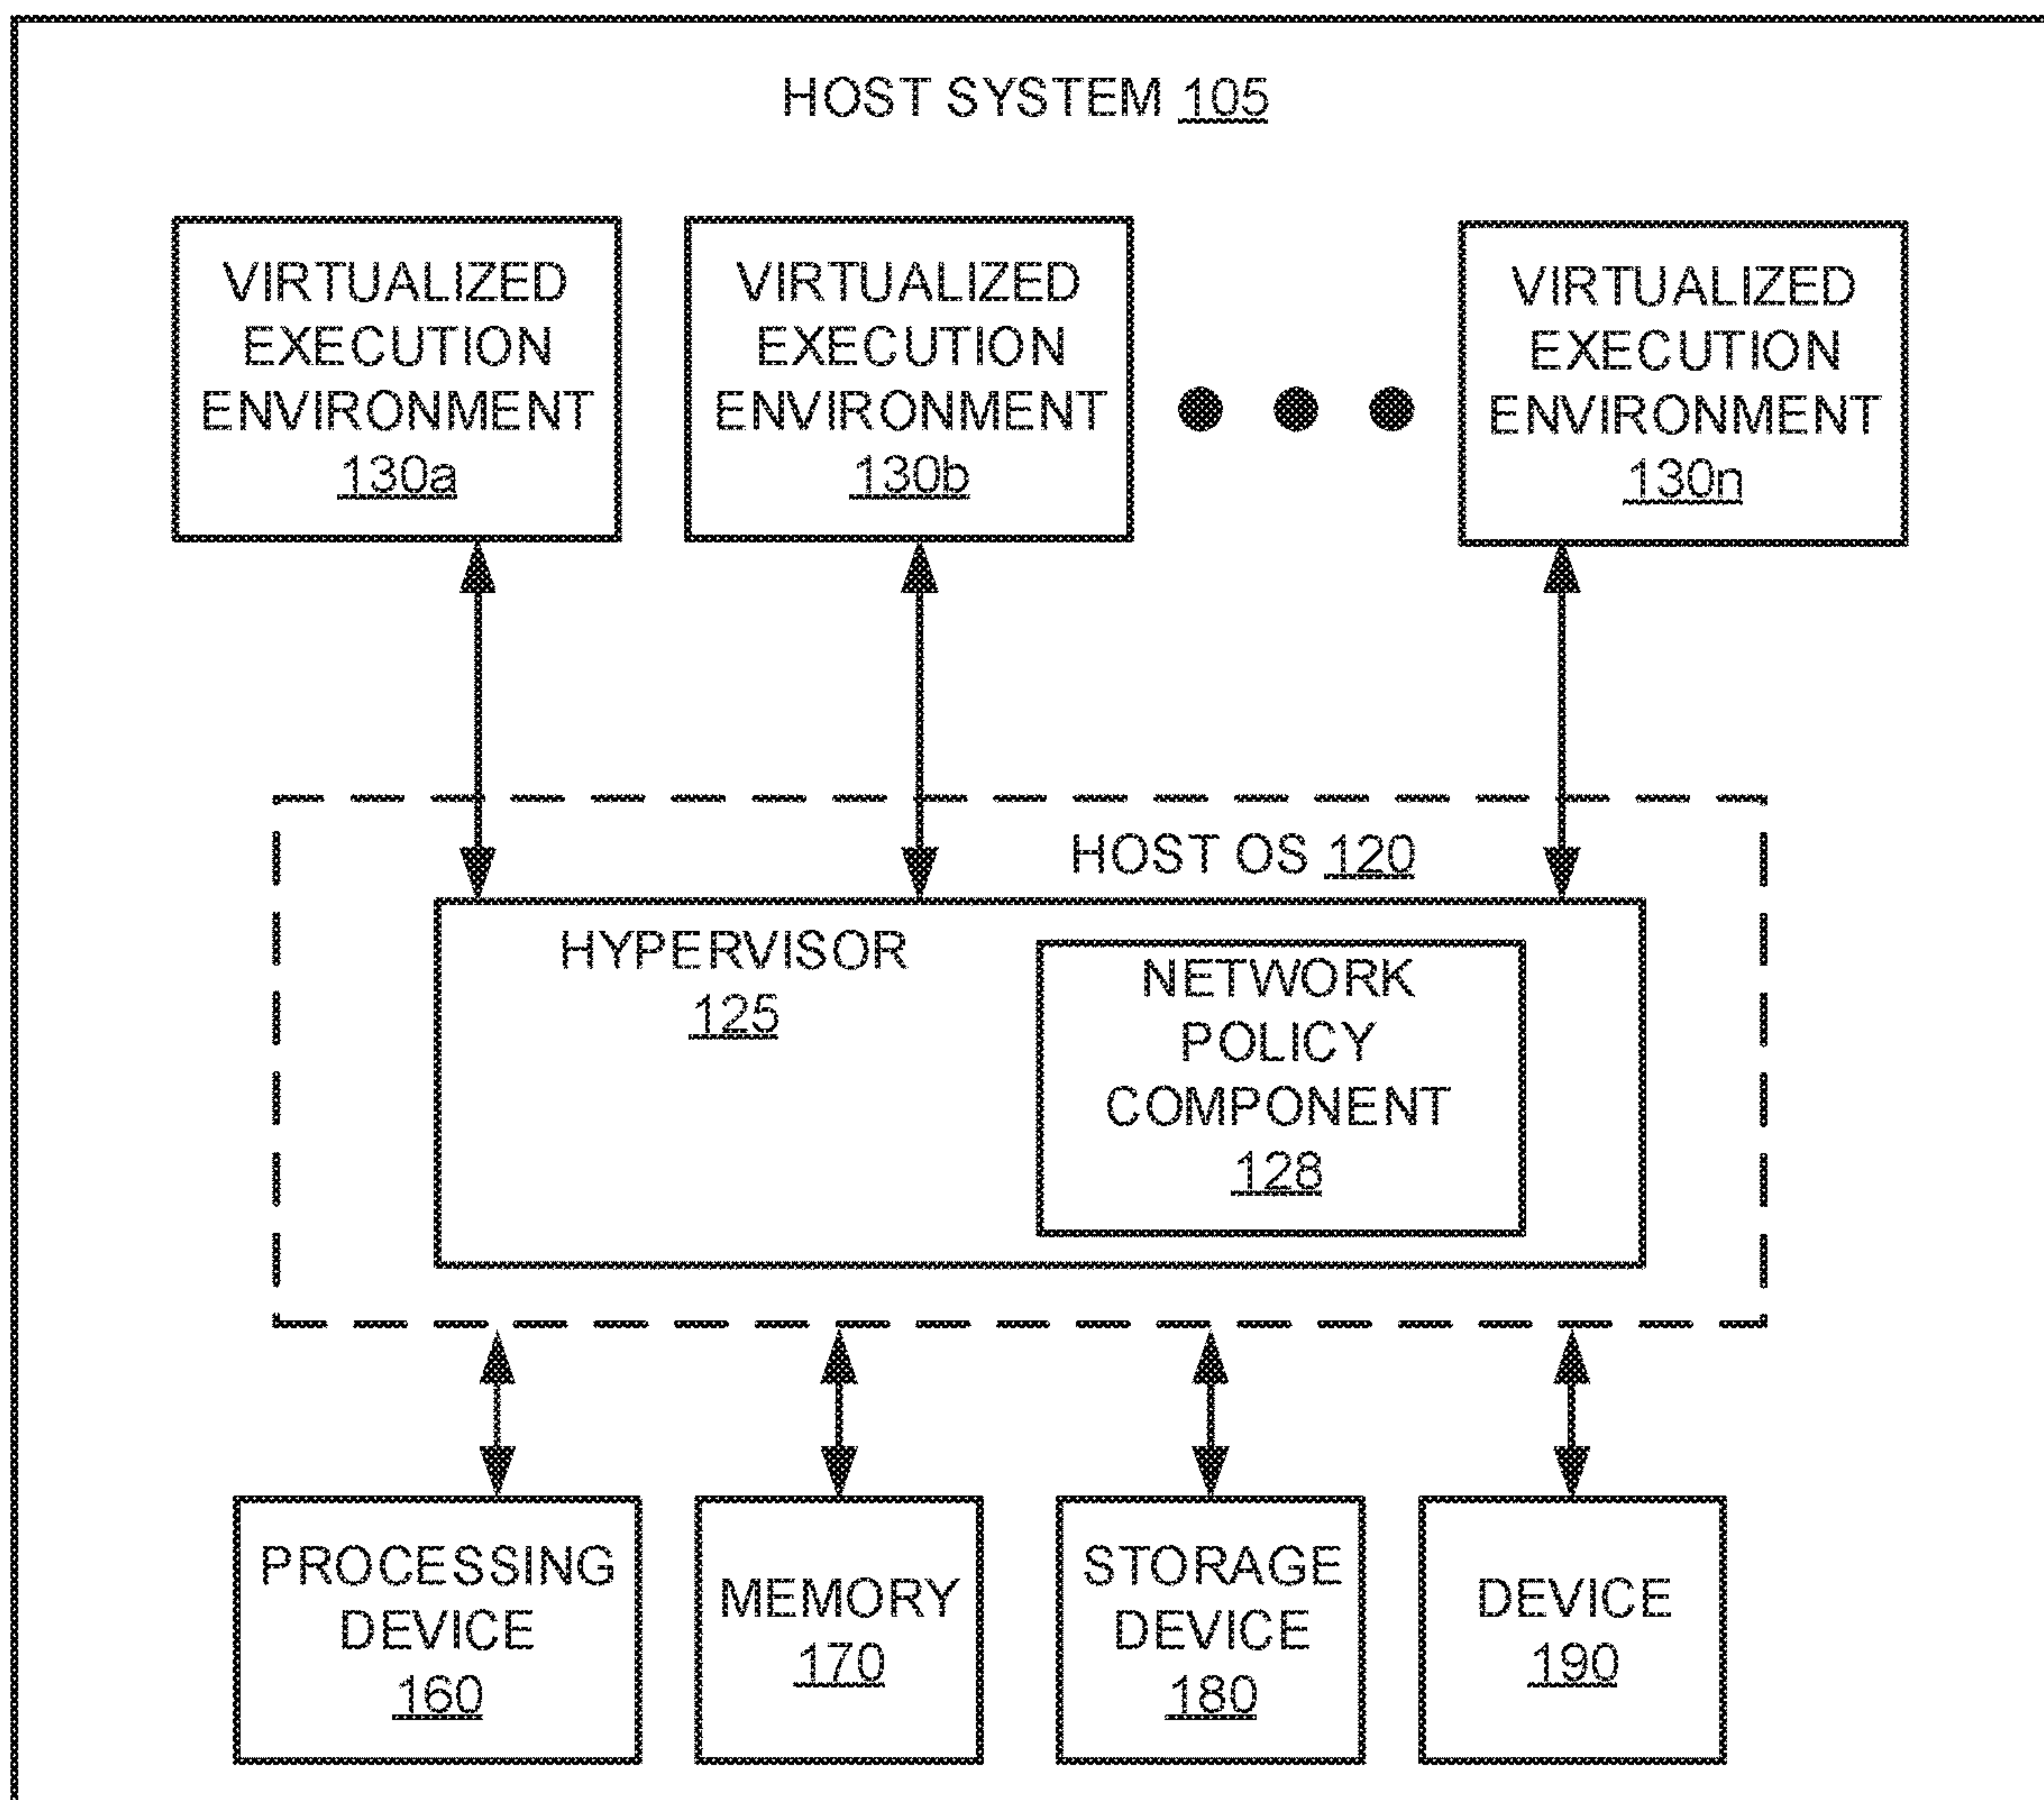 HOST SYSTEM 105
VIRTUALIZED
EXECUTION
ENVIRONMENT
130a
VIRTUALIZED
EXECUTION
ENVIRONMENT
130b
VIRTUALIZED
EXECUTION
ENVIRONMENT
130n
HOST OS 120
HYPERVISOR
125
NETWORK
POLICY
COMPONENT
128
PROCESSING
DEVICE
160
MEMORY
170
STORAGE
DEVICE
180
DEVICE
190